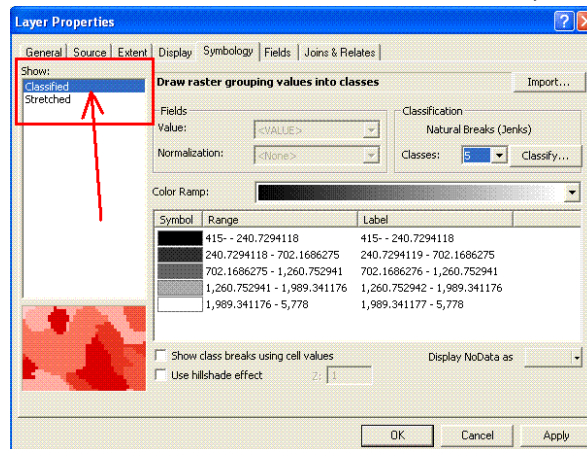 Layer Properties
General Source Extent Display Symbology Fields Joins & Relates
Show:
Classified
Stretched
Draw raster grouping values into classes
Import...
Fields
Value: <VALUE>
Normalization: <None>
Classification
Natural Breaks (Jenks)
Classes: 5 Classify...
Color Ramp:
Symbol Range Label
415- - 240.7294118 415- - 240.7294118
240.7294118 - 702.1686275 240.7294119 - 702.1686275
702.1686275 - 1,260.752941 702.1686276 - 1,260.752941
1,260.752941 - 1,989.341176 1,260.752942 - 1,989.341176
1,989.341176 - 5,778 1,989.341177 - 5,778
Show class breaks using cell values
Display NoData as
Use hillshade effect Z: 1
OK Cancel Apply